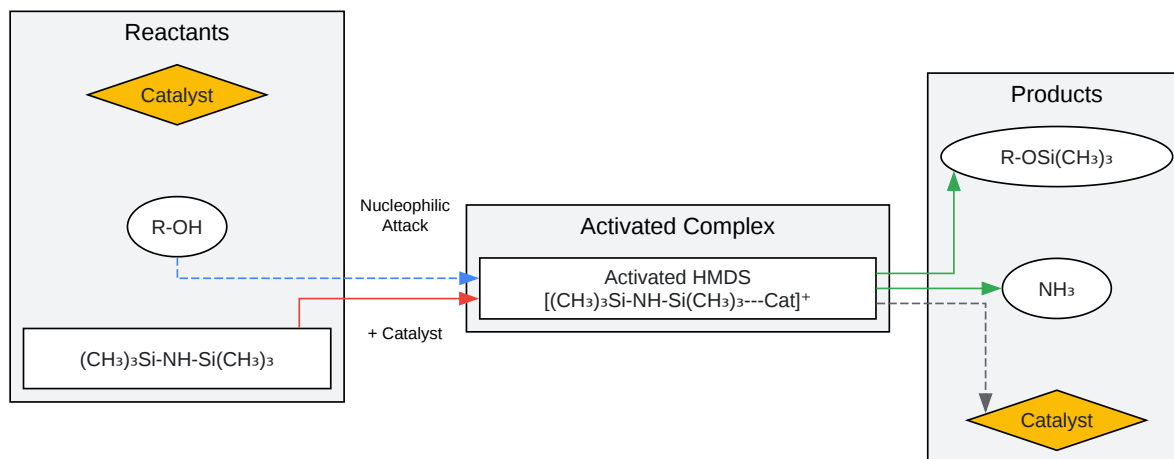 Reactants
Catalyst
R-OH
(CH₃)₃Si-NH-Si(CH₃)₃
Nucleophilic
Attack
+ Catalyst
Activated Complex
Activated HMDS
[(CH₃)₃Si-NH-Si(CH₃)₃---Cat]⁺
Products
R-OSi(CH₃)₃
NH₃
Catalyst